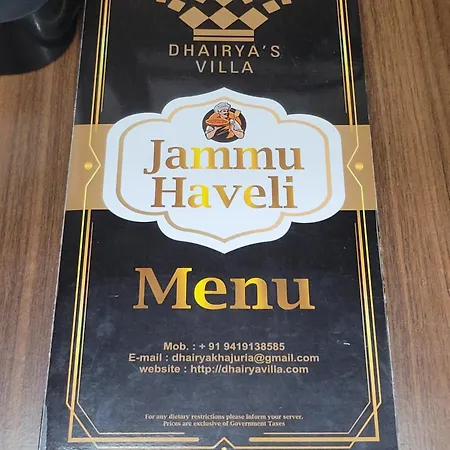 DHAIRYA'S
VILLA
Jammu
Haveli
Menu
Mob. : + 91 9419138585
E-mail : dhairyakhajuria@gmail.com
website : http://dhairyavilla.com
For any dietary restrictions please inform your server.
Prices are exclusive of Government Taxes